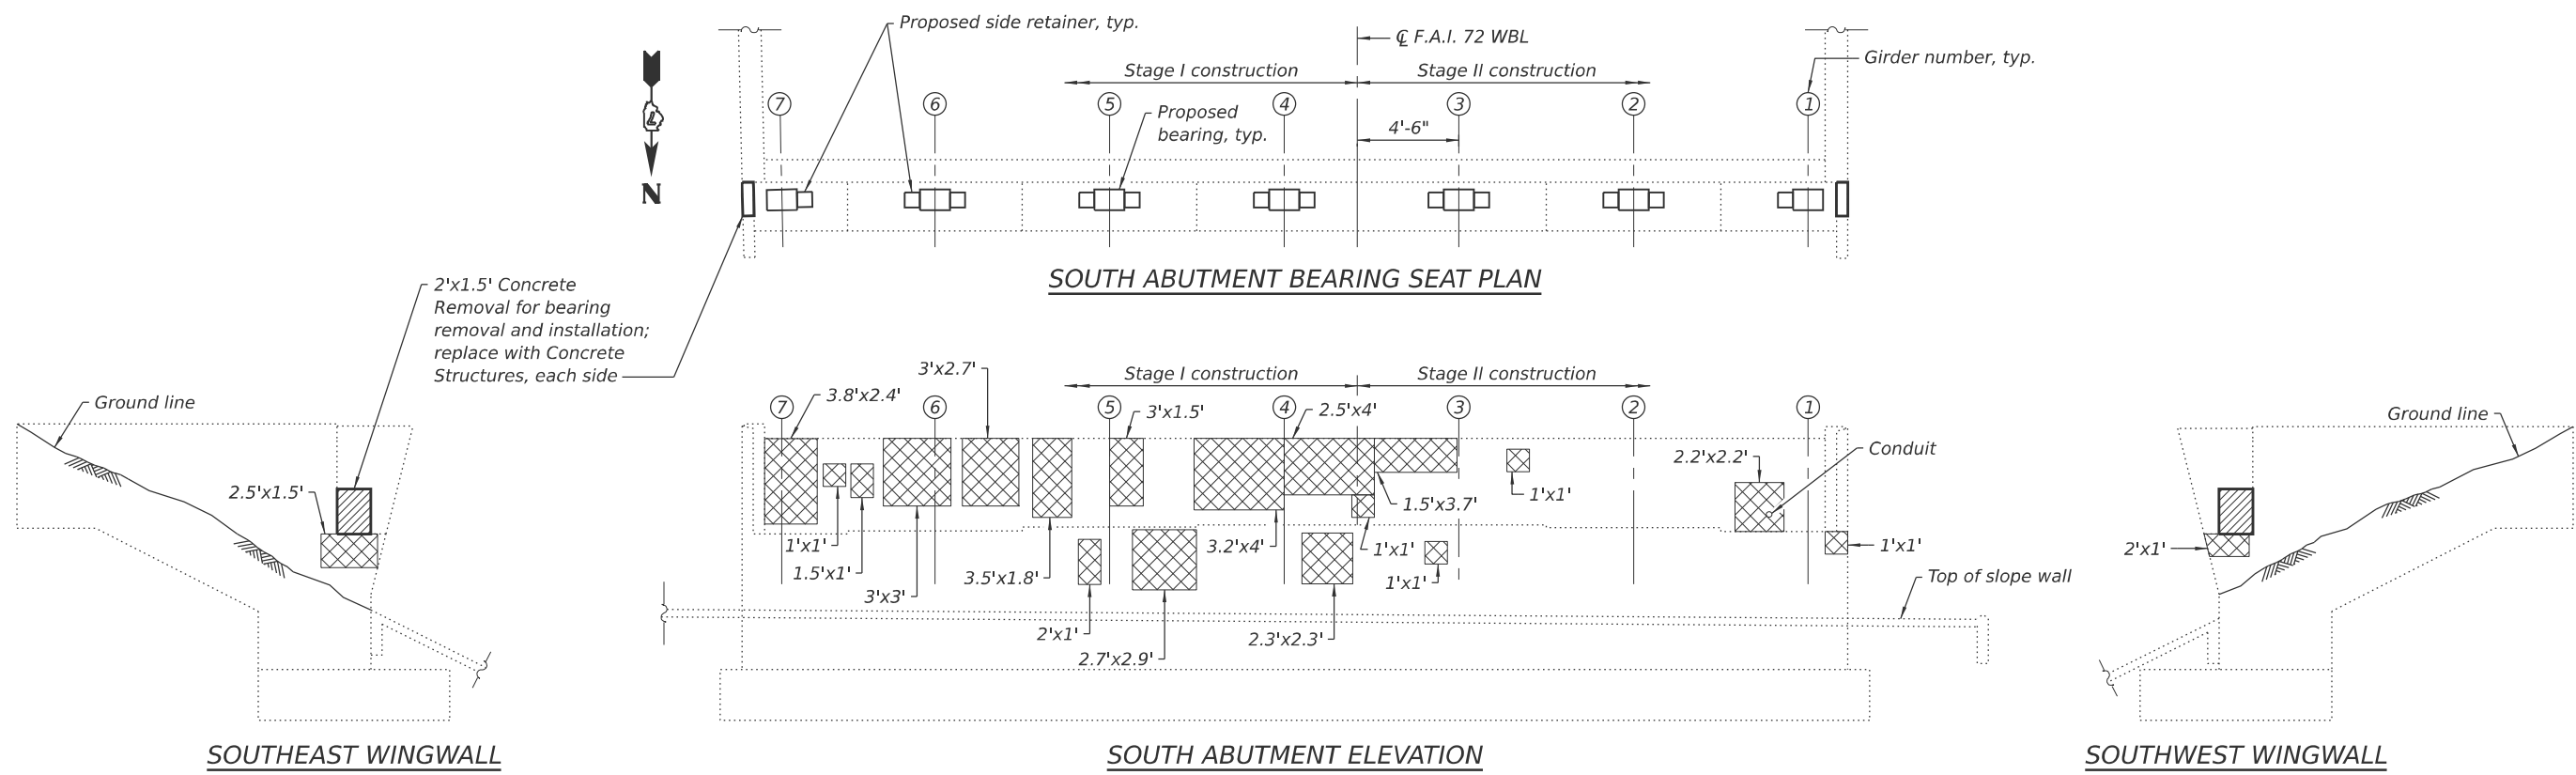 Proposed side retainer, typ.
℄ F.A.I. 72 WBL
Stage I construction
Stage II construction
Girder number, typ.
7
6
5
4
3
2
1
Proposed
bearing, typ.
4'-6"
N
SOUTH ABUTMENT BEARING SEAT PLAN
2'x1.5' Concrete
Removal for bearing
removal and installation;
replace with Concrete
Structures, each side
Ground line
2.5'x1.5'
SOUTHEAST WINGWALL
Stage I construction
Stage II construction
3'x2.7'
3.8'x2.4'
7
6
5
4
3
2
1
3'x1.5'
2.5'x4'
Conduit
2.2'x2.2'
1'x1'
1.5'x3.7'
1'x1'
1.5'x1'
3'x3'
3.5'x1.8'
3.2'x4'
1'x1'
1'x1'
1'x1'
2'x1'
2.7'x2.9'
2.3'x2.3'
Top of slope wall
SOUTH ABUTMENT ELEVATION
Ground line
2'x1'
SOUTHWEST WINGWALL